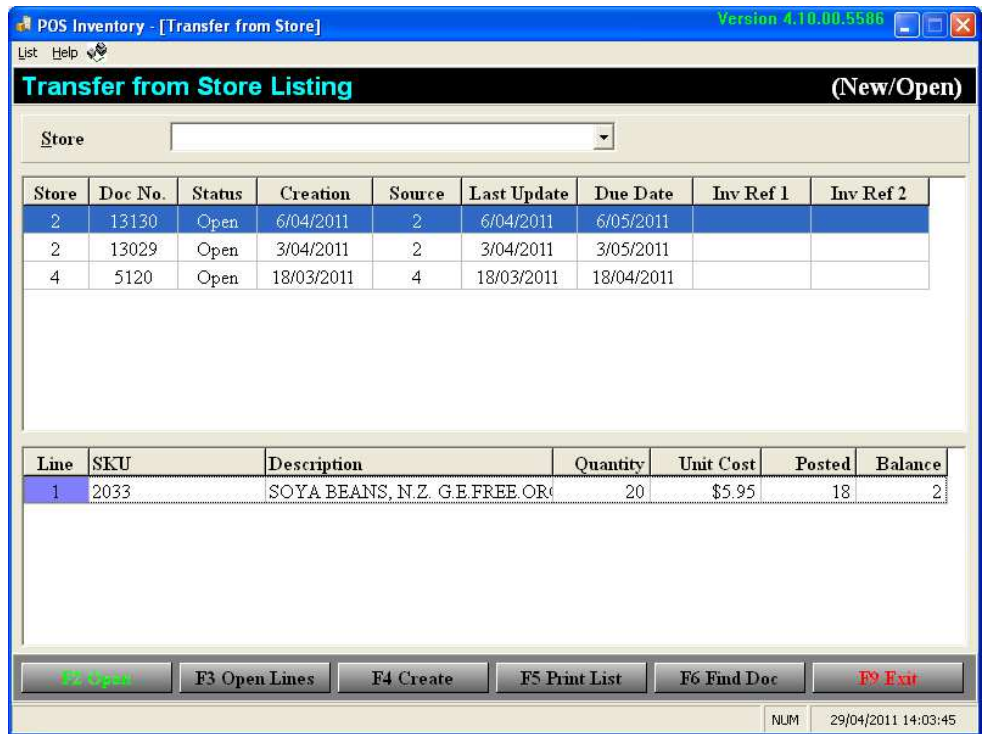 POS Inventory - [Transfer from Store] Version 4.10.00.5586
List Help
Transfer from Store Listing (New/Open)
Store
Store Doc No. Status Creation Source Last Update Due Date Inv Ref 1 Inv Ref 2
2 13130 Open 6/04/2011 2 6/04/2011 6/05/2011
2 13029 Open 3/04/2011 2 3/04/2011 3/05/2011
4 5120 Open 18/03/2011 4 18/03/2011 18/04/2011
Line SKU Description Quantity Unit Cost Posted Balance
1 2033 SOYA BEANS, N.Z. G.E.FREE.OR 20 $5.95 18 2
F2 Open F3 Open Lines F4 Create F5 Print List F6 Find Doc F9 Exit
NUM 29/04/2011 14:03:45